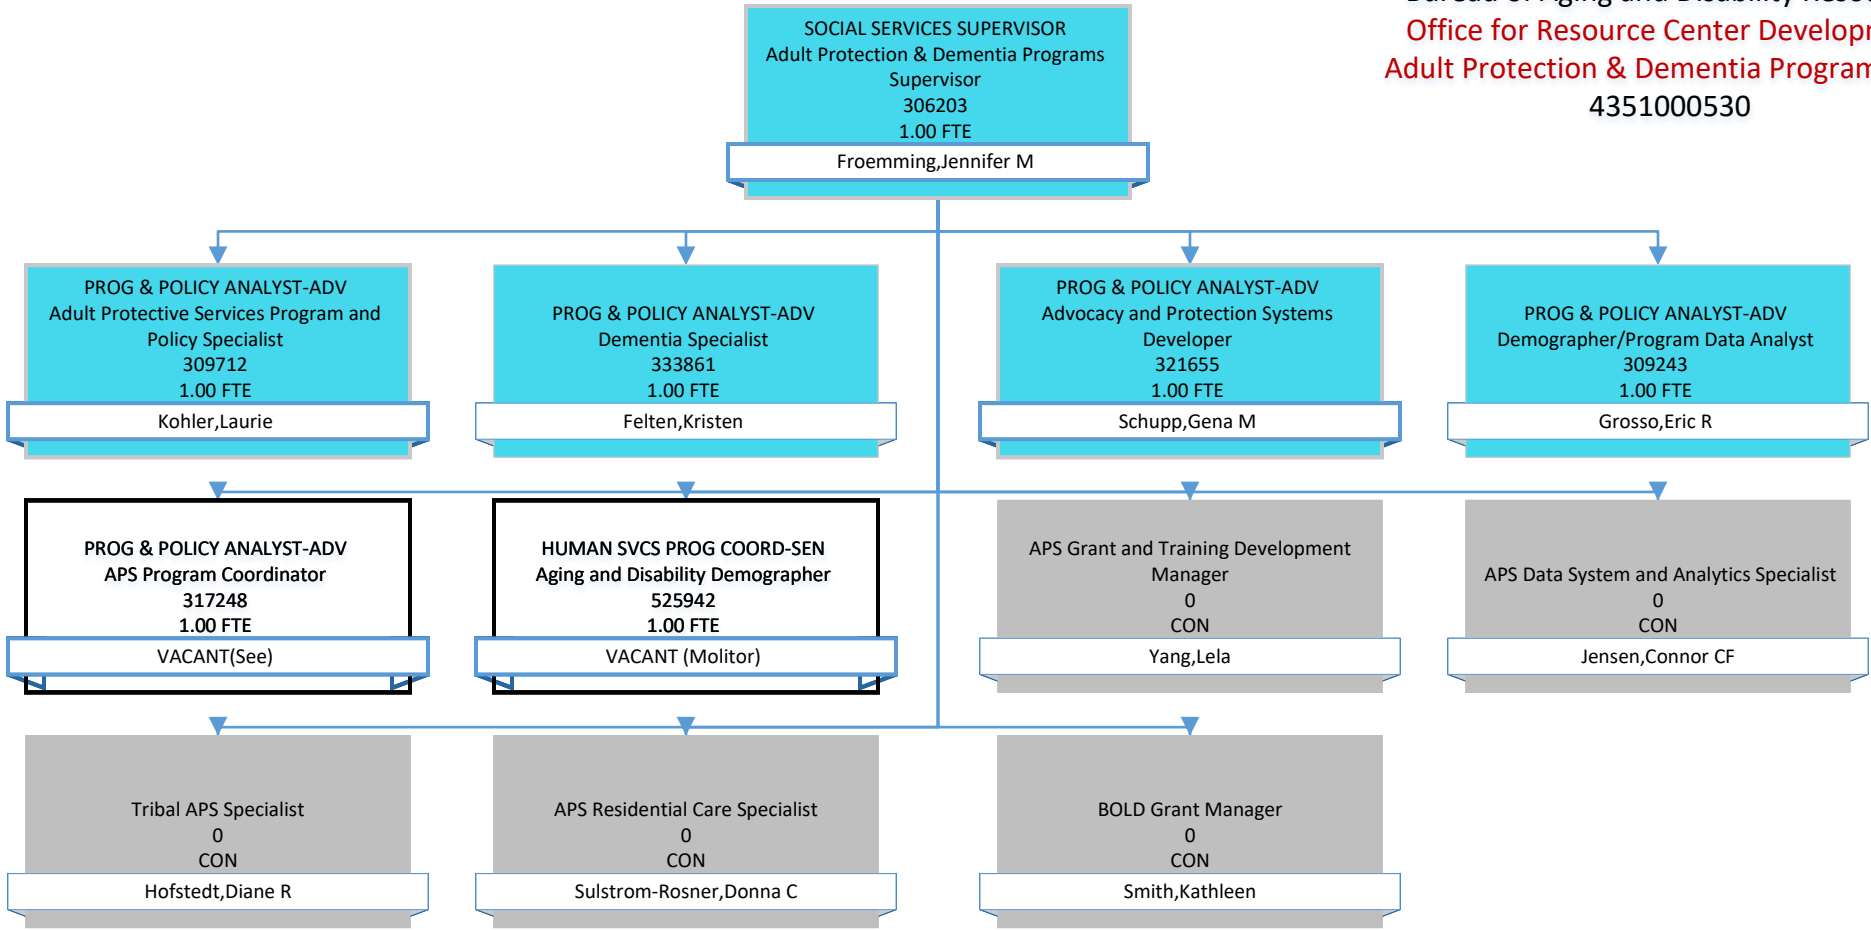 Office for Resource Center
Adult Protection & Dementia
4351000530
SOCIAL SERVICES SUPERVISOR
Adult Protection & Dementia Programs
Supervisor
306203
1.00 FTE
Froemming,Jennifer M
PROG & POLICY ANALYST-ADV
Adult Protective Services Program and
Policy Specialist
309712
1.00 FTE
Kohler,Laurie
PROG & POLICY ANALYST-ADV
Dementia Specialist
333861
1.00 FTE
Felten,Kristen
PROG & POLICY ANALYST-ADV
Advocacy and Protection Systems
Developer
321655
1.00 FTE
Schupp,Gena M
PROG & POLICY ANALYST-ADV
Demographer/Program Data Analyst
309243
1.00 FTE
Grosso,Eric R
PROG & POLICY ANALYST-ADV
APS Program Coordinator
317248
1.00 FTE
VACANT(See)
HUMAN SVCS PROG COORD-SEN
Aging and Disability Demographer
525942
1.00 FTE
VACANT (Molitor)
APS Grant and Training Development
Manager
0
CON
Yang,Lela
APS Data System and Analytics Specialist
0
CON
Jensen,Connor CF
Tribal APS Specialist
0
CON
Hofstedt,Diane R
APS Residential Care Specialist
0
CON
Sulstrom-Rosner,Donna C
BOLD Grant Manager
0
CON
Smith,Kathleen